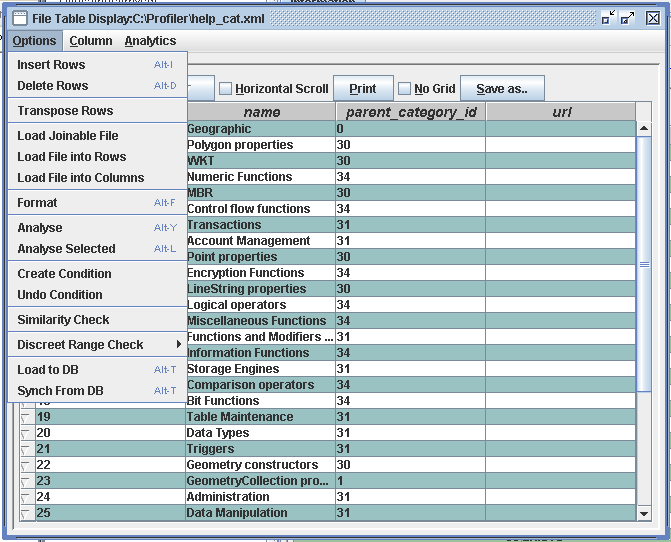 File Table Display:C:\Profiler\help_cat.xml
Options Column Analytics
Insert Rows Alt-I
Delete Rows Alt-D
Transpose Rows
Load Joinable File
Load File into Rows
Load File into Columns
Format Alt-F
Analyse Alt-Y
Analyse Selected Alt-L
Create Condition
Undo Condition
Similarity Check
Discreet Range Check
Load to DB Alt-T
Synch From DB Alt-T
Horizontal Scroll Print No Grid Save as..
name parent_category_id url
Geographic 0
Polygon properties 30
WKT 30
Numeric Functions 34
MBR 30
Control flow functions 34
Transactions 31
Account Management 31
Point properties 30
Encryption Functions 34
LineString properties 30
Logical operators 34
Miscellaneous Functions 34
Functions and Modifiers ... 31
Information Functions 34
Storage Engines 31
Comparison operators 34
Bit Functions 34
19 Table Maintenance 31
20 Data Types 31
21 Triggers 31
22 Geometry constructors 30
23 GeometryCollection pro... 1
24 Administration 31
25 Data Manipulation 31